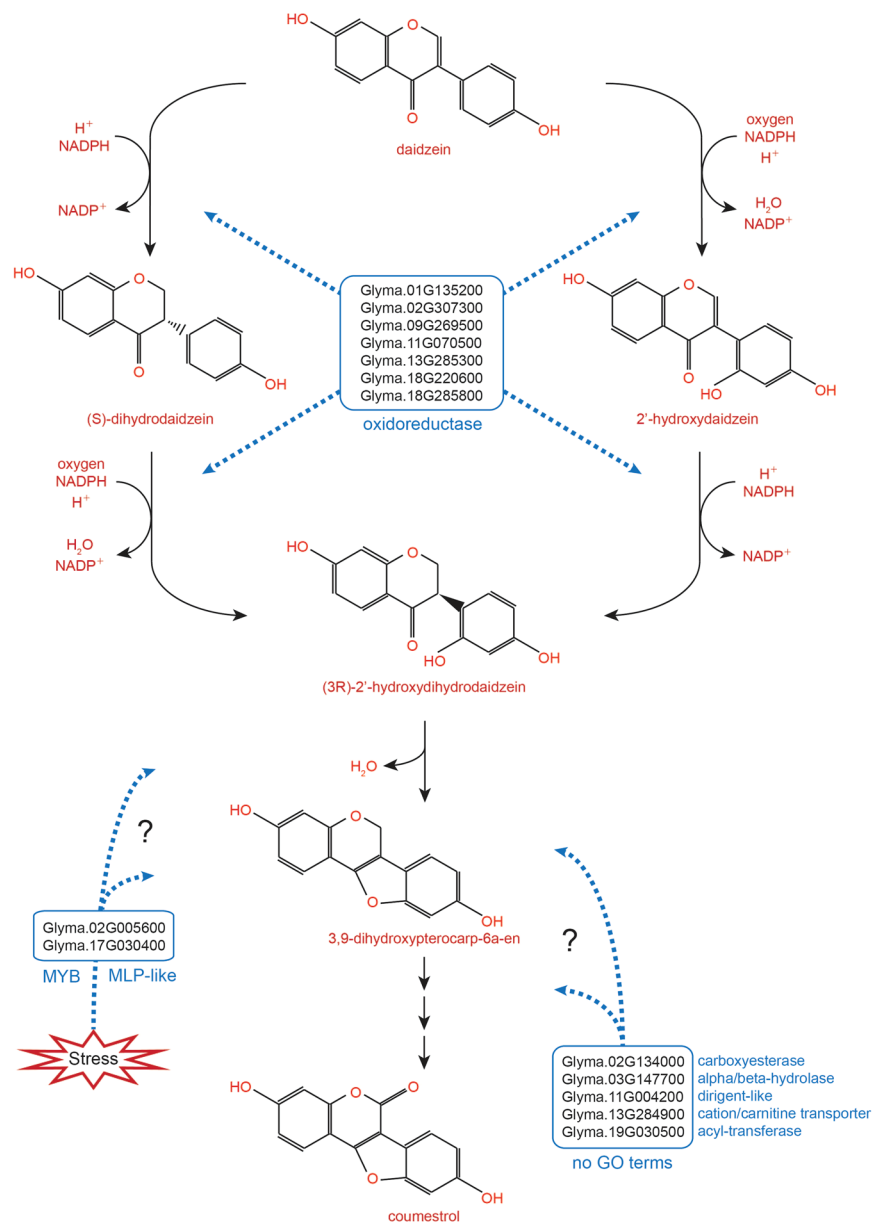 HO
O
O
OH
daidzein
H⁺
NADPH
NADP⁺
oxygen
NADPH
H⁺
H₂O
NADP⁺
HO
O
O
OH
(S)-dihydrodaidzein
Glyma.01G135200
Glyma.02G307300
Glyma.09G269500
Glyma.11G070500
Glyma.13G285300
Glyma.18G220600
Glyma.18G285800
oxidoreductase
HO
O
O
HO
OH
2'-hydroxydaidzein
oxygen
NADPH
H⁺
H₂O
NADP⁺
H⁺
NADPH
NADP⁺
HO
O
O
HO
OH
(3R)-2'-hydroxydihydrodaidzein
H₂O
HO
O
O
OH
3,9-dihydroxypterocarp-6a-en
?
Glyma.02G005600
Glyma.17G030400
MYB MLP-like
Stress
?
Glyma.02G134000 carboxyesterase
Glyma.03G147700 alpha/beta-hydrolase
Glyma.11G004200 dirigent-like
Glyma.13G284900 cation/carnitine transporter
Glyma.19G030500 acyl-transferase
no GO terms
HO
O
O
O
OH
coumestrol